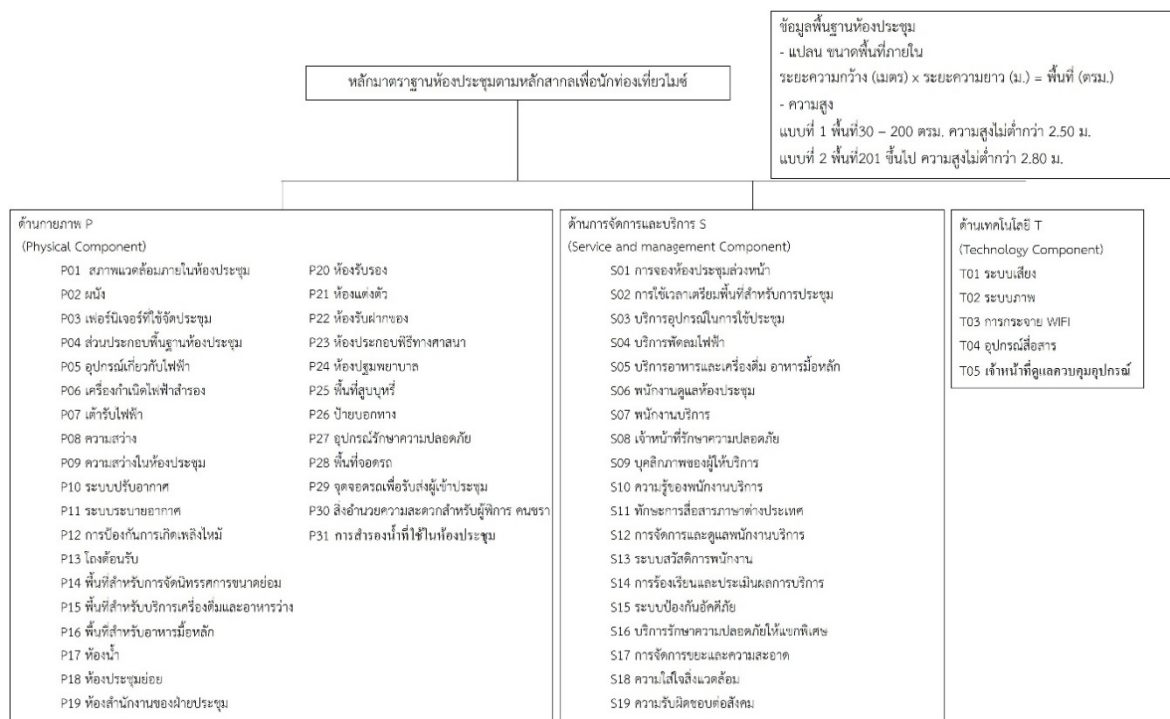 หลักมาตราฐานห้องประชุมตามหลักสากลเพื่อนักท่องเที่ยวไมซ์
ข้อมูลพื้นฐานห้องประชุม
- แปลน ขนาดพื้นที่ภายใน
ระยะความกว้าง (เมตร) x ระยะความยาว (ม.) = พื้นที่ (ตรม.)
- ความสูง
แบบที่ 1 พื้นที่30 – 200 ตรม. ความสูงไม่ต่ำกว่า 2.50 ม.
แบบที่ 2 พื้นที่201 ขึ้นไป ความสูงไม่ต่ำกว่า 2.80 ม.
ด้านกายภาพ P
(Physical Component)
P01 สภาพแวดล้อมภายในห้องประชุม
P02 ผนัง
P03 เฟอร์นิเจอร์ที่ใช้จัดประชุม
P04 ส่วนประกอบพื้นฐานห้องประชุม
P05 อุปกรณ์เกี่ยวกับไฟฟ้า
P06 เครื่องกำเนิดไฟฟ้าสำรอง
P07 เต้ารับไฟฟ้า
P08 ความสว่าง
P09 ความสว่างในห้องประชุม
P10 ระบบปรับอากาศ
P11 ระบบระบายอากาศ
P12 การป้องกันการเกิดเพลิงไหม้
P13 โถงต้อนรับ
P14 พื้นที่สำหรับการจัดนิทรรศการขนาดย่อม
P15 พื้นที่สำหรับบริการเครื่องดื่มและอาหารว่าง
P16 พื้นที่สำหรับอาหารมื้อหลัก
P17 ห้องน้ำ
P18 ห้องประชุมย่อย
P19 ห้องสำนักงานของฝ่ายประชุม
P20 ห้องรับรอง
P21 ห้องแต่งตัว
P22 ห้องรับฝากของ
P23 ห้องประกอบพิธีทางศาสนา
P24 ห้องปฐมพยาบาล
P25 พื้นที่สูบบุหรี่
P26 ป้ายบอกทาง
P27 อุปกรณ์รักษาความปลอดภัย
P28 พื้นที่จอดรถ
P29 จุดจอดรถเพื่อรับส่งผู้เข้าประชุม
P30 สิ่งอำนวยความสะดวกสำหรับผู้พิการ คนชรา
P31 การสำรองน้ำที่ใช้ในห้องประชุม
ด้านการจัดการและบริการ S
(Service and management Component)
S01 การจองห้องประชุมล่วงหน้า
S02 การใช้เวลาเตรียมพื้นที่สำหรับการประชุม
S03 บริการอุปกรณ์ในการใช้ประชุม
S04 บริการพัดลมไฟฟ้า
S05 บริการอาหารและเครื่องดื่ม อาหารมื้อหลัก
S06 พนักงานดูแลห้องประชุม
S07 พนักงานบริการ
S08 เจ้าหน้าที่รักษาความปลอดภัย
S09 บุคลิกภาพของผู้ให้บริการ
S10 ความรู้ของพนักงานบริการ
S11 ทักษะการสื่อสารภาษาต่างประเทศ
S12 การจัดการและดูแลพนักงานบริการ
S13 ระบบสวัสดิการพนักงาน
S14 การร้องเรียนและประเมินผลการบริการ
S15 ระบบป้องกันอัคคีภัย
S16 บริการรักษาความปลอดภัยให้แขกพิเศษ
S17 การจัดการขยะและความสะอาด
S18 ความใส่ใจสิ่งแวดล้อม
S19 ความรับผิดชอบต่อสังคม
ด้านเทคโนโลยี T
(Technology Component)
T01 ระบบเสียง
T02 ระบบภาพ
T03 การกระจาย WIFI
T04 อุปกรณ์สื่อสาร
T05 เจ้าหน้าที่ดูแลควบคุมอุปกรณ์